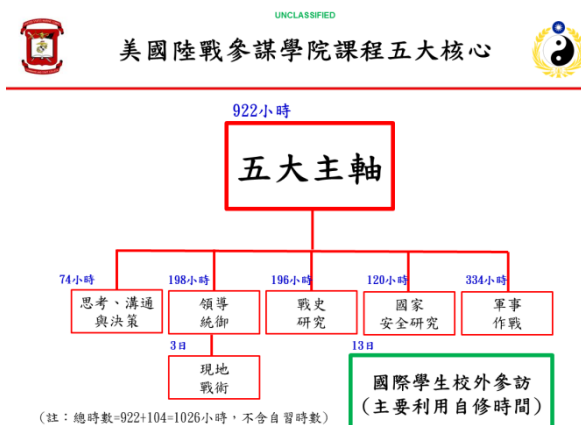 UNCLASSIFIED
美國陸戰參謀學院課程五大核心
922小時
五大主軸
74小時
198小時
196小時
120小時
334小時
思考、溝通
與決策
領導
統御
戰史
研究
國家
安全研究
軍事
作戰
3日
13日
現地
戰術
國際學生校外參訪
(主要利用自修時間)
(註：總時數=922+104=1026小時，不含自習時數)